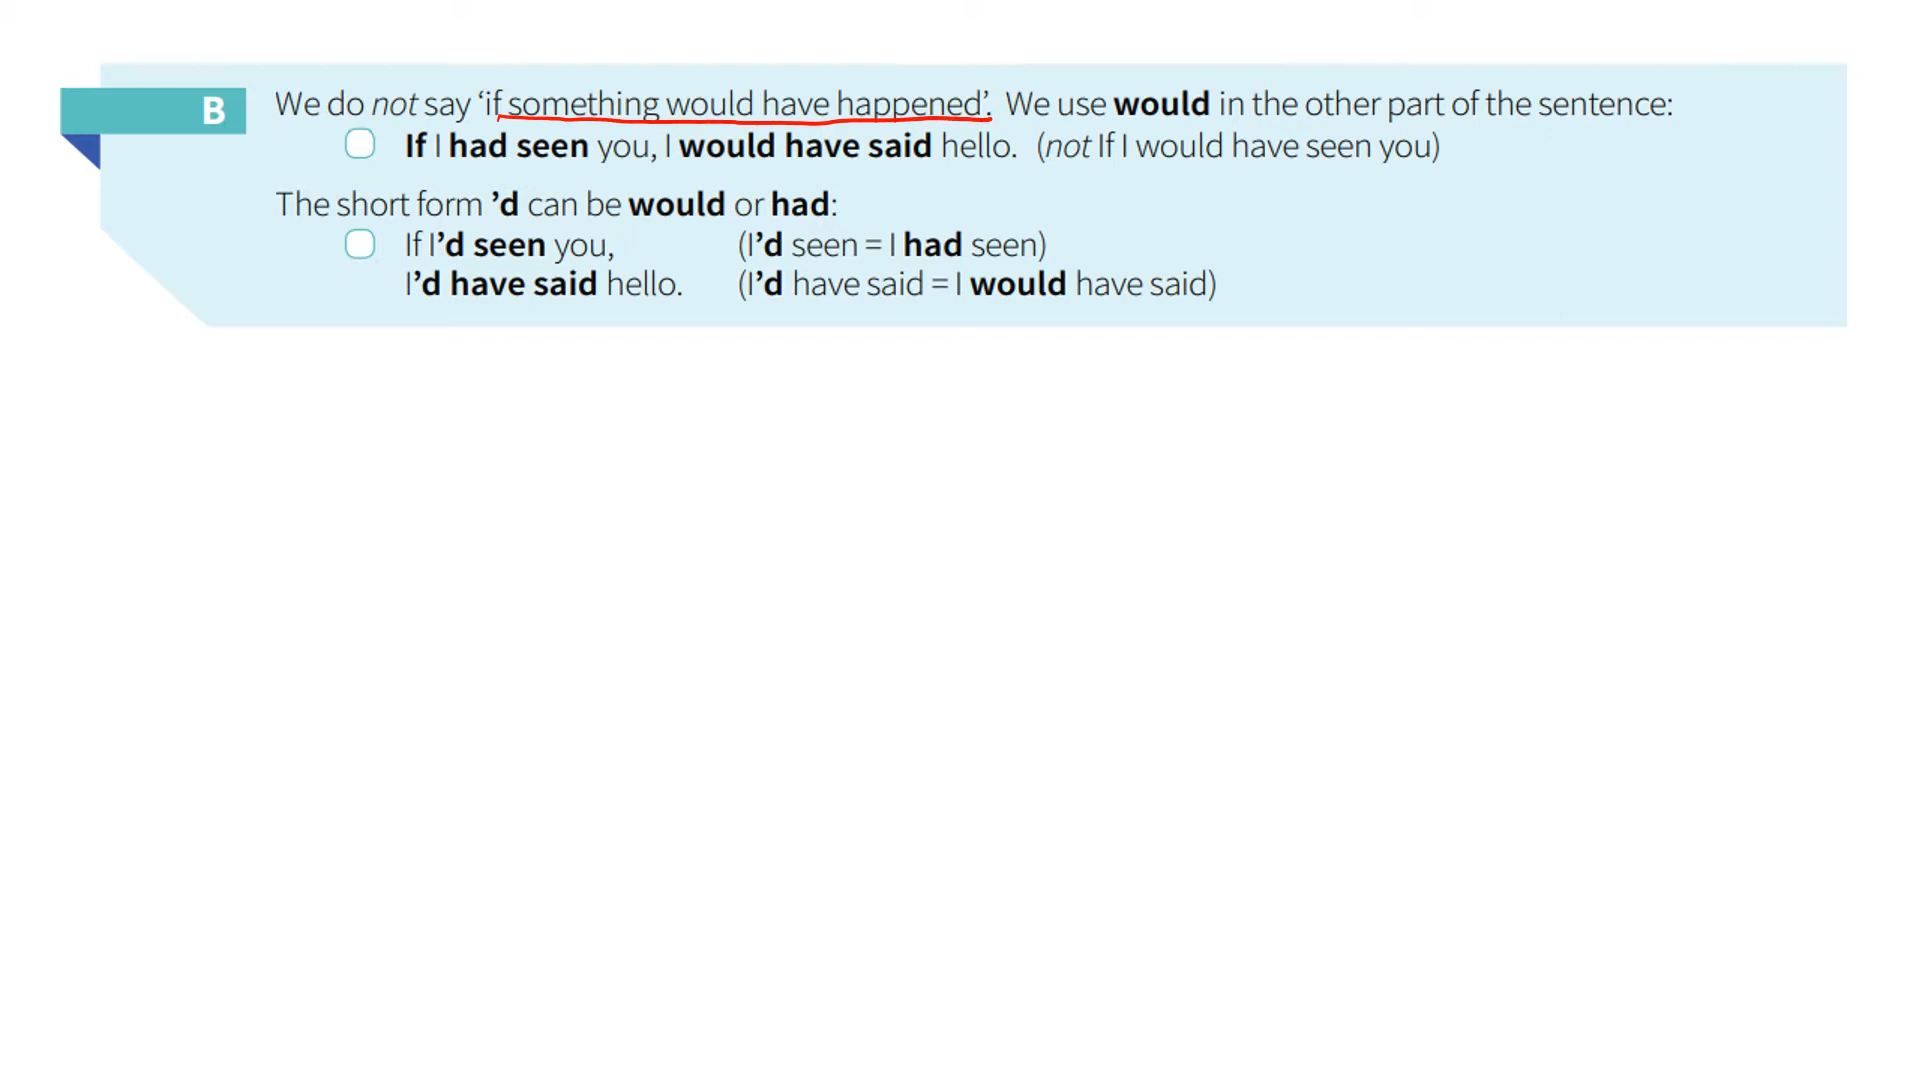 B
We do not say ‘if something would have happened’. We use would in the other part of the sentence:
If I had seen you, I would have said hello. (not If I would have seen you)
The short form ’d can be would or had:
If I’d seen you, (I’d seen = I had seen)
I’d have said hello. (I’d have said = I would have said)